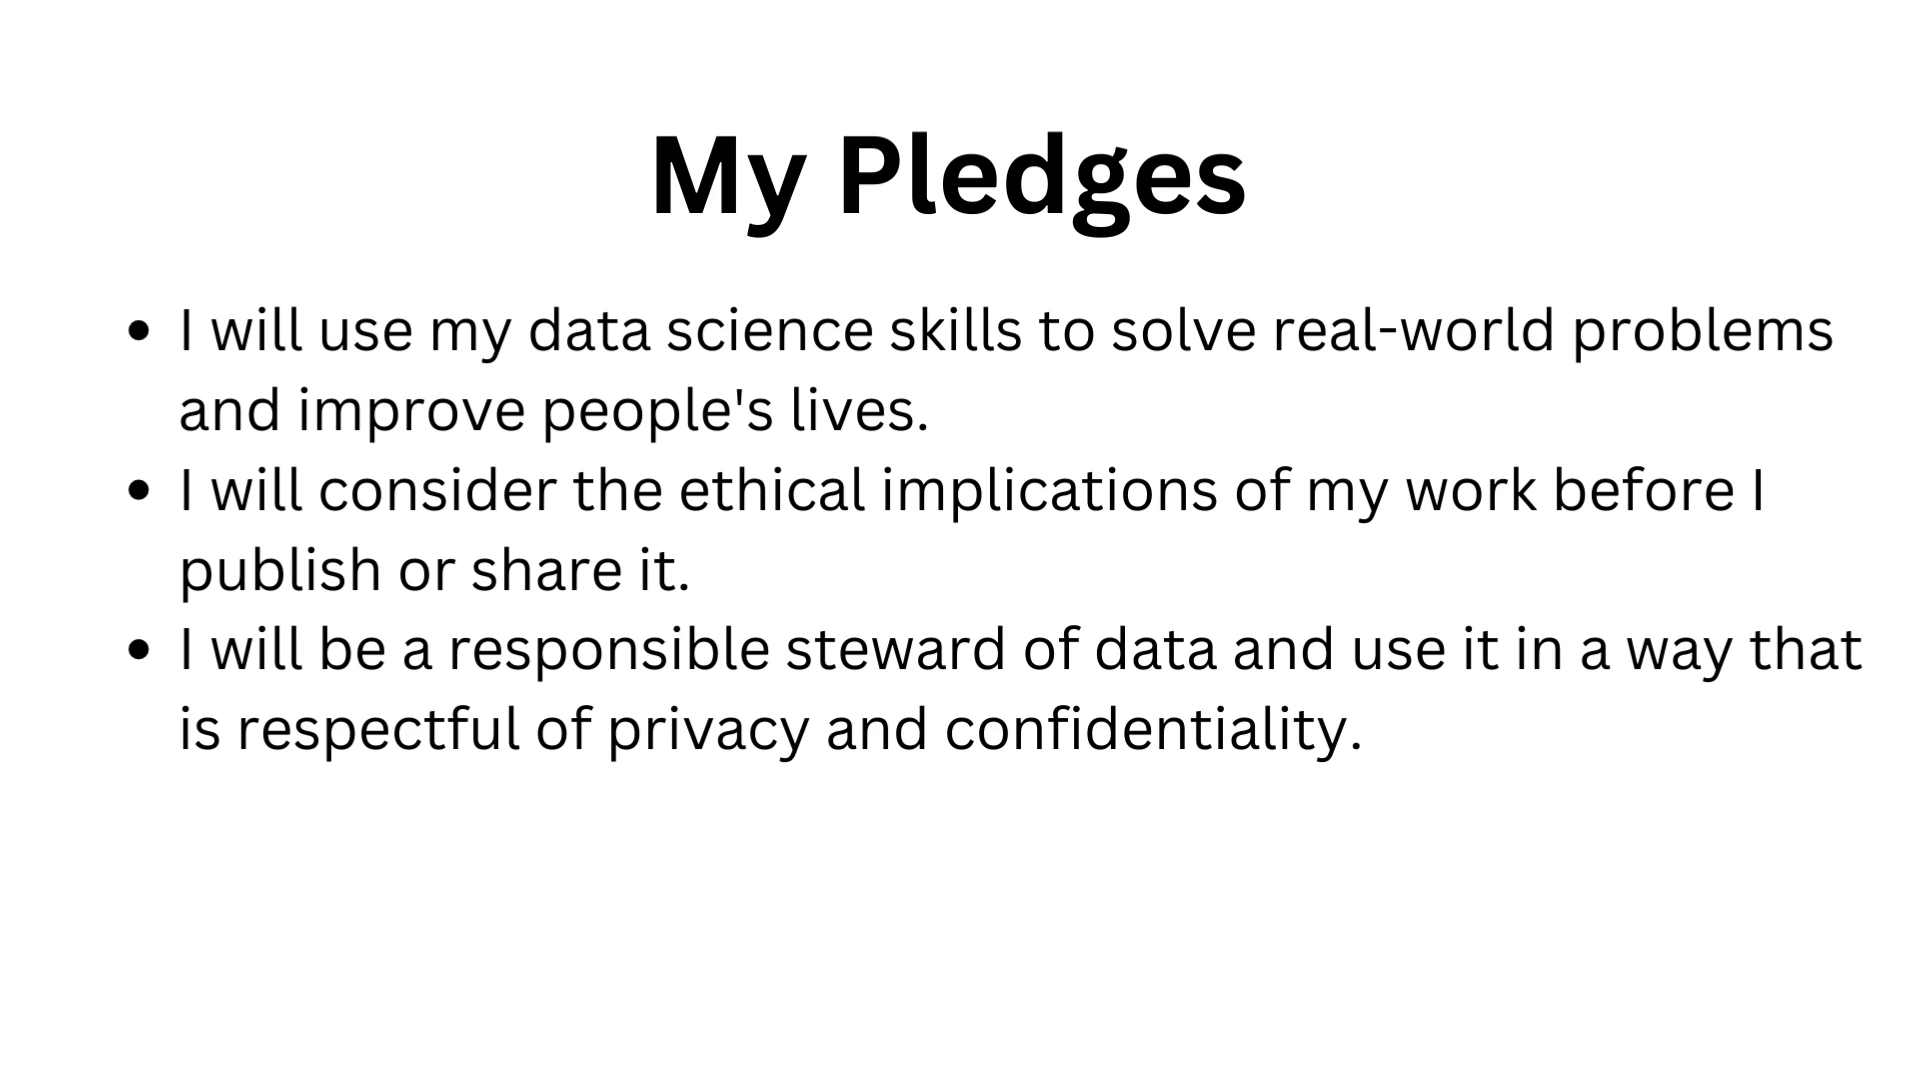 My Pledges
• I will use my data science skills to solve real-world problems
and improve people's lives.
• I will consider the ethical implications of my work before I
publish or share it.
• I will be a responsible steward of data and use it in a way that
is respectful of privacy and confidentiality.